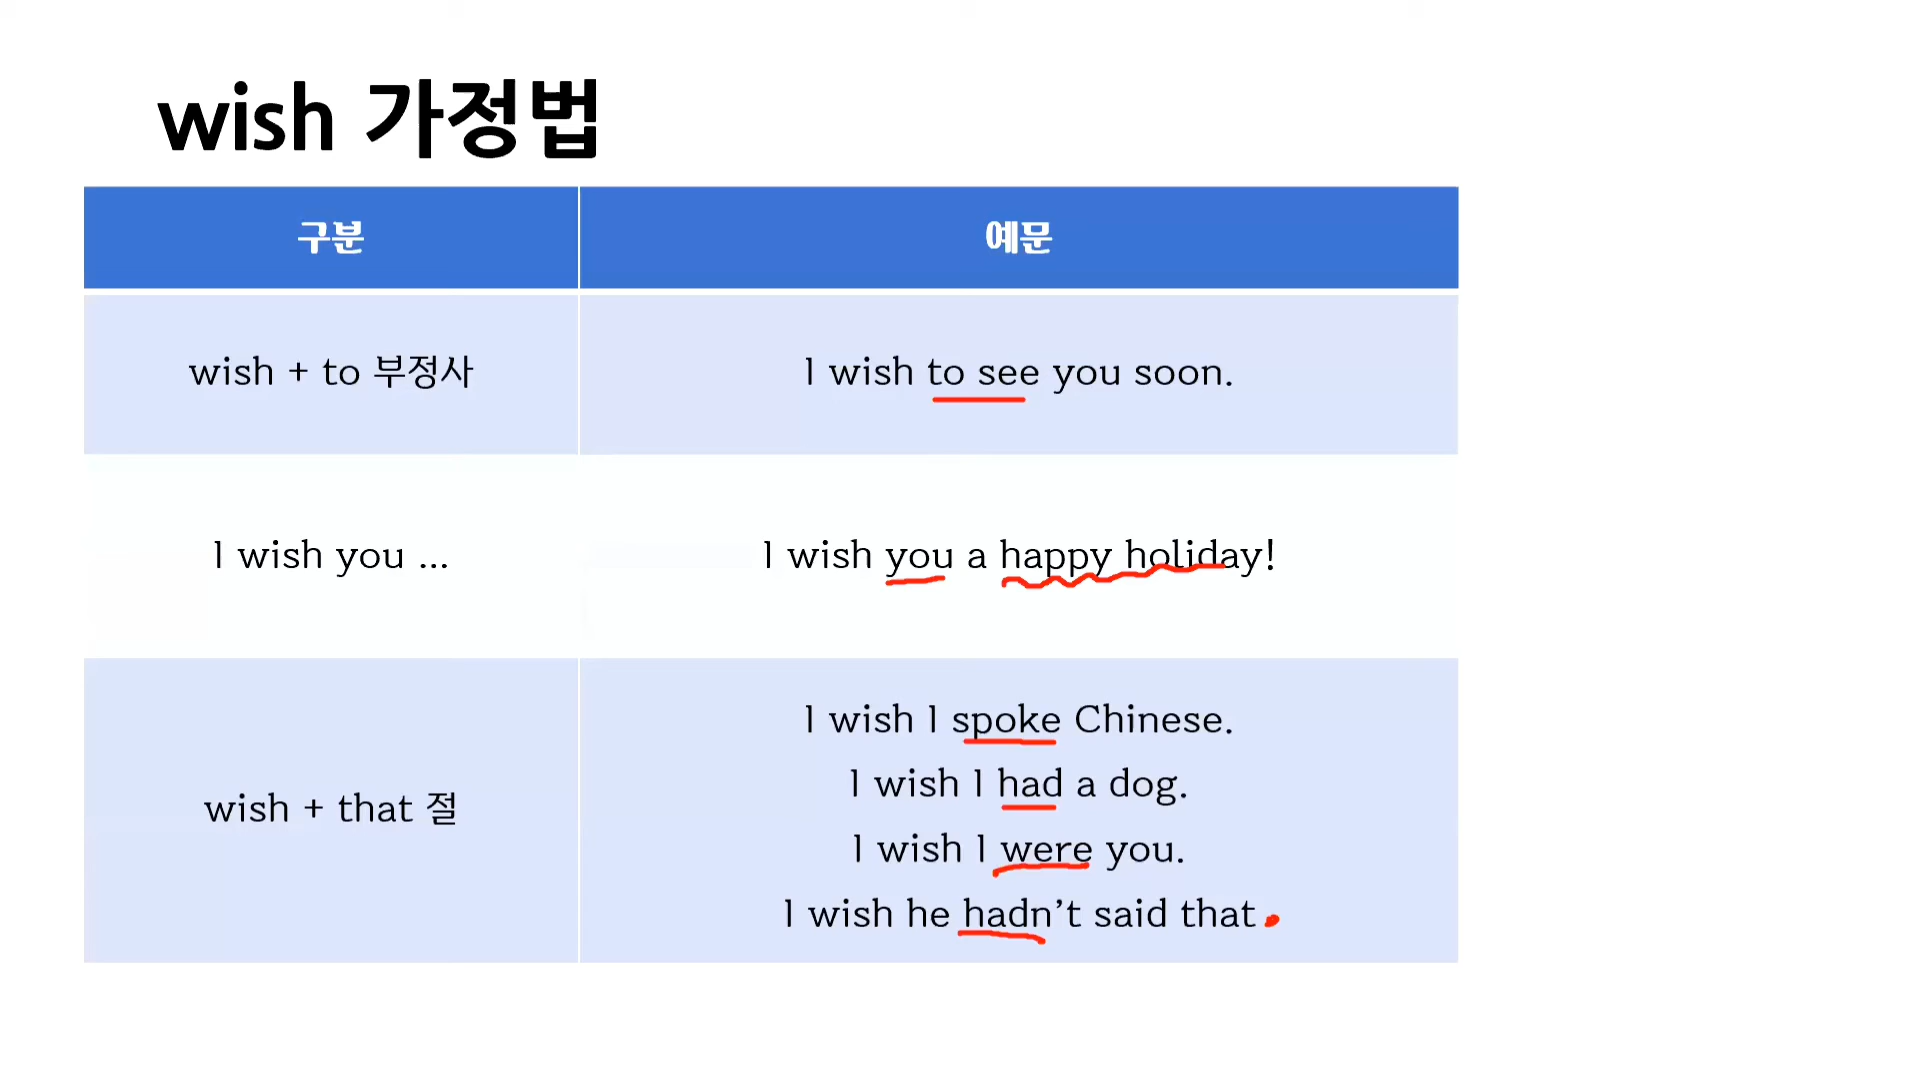 wish 가정법
구분
예문
wish + to 부정사
I wish to see you soon.
I wish you ...
I wish you a happy holiday!
wish + that 절
I wish I spoke Chinese.
I wish I had a dog.
I wish I were you.
I wish he hadn’t said that.